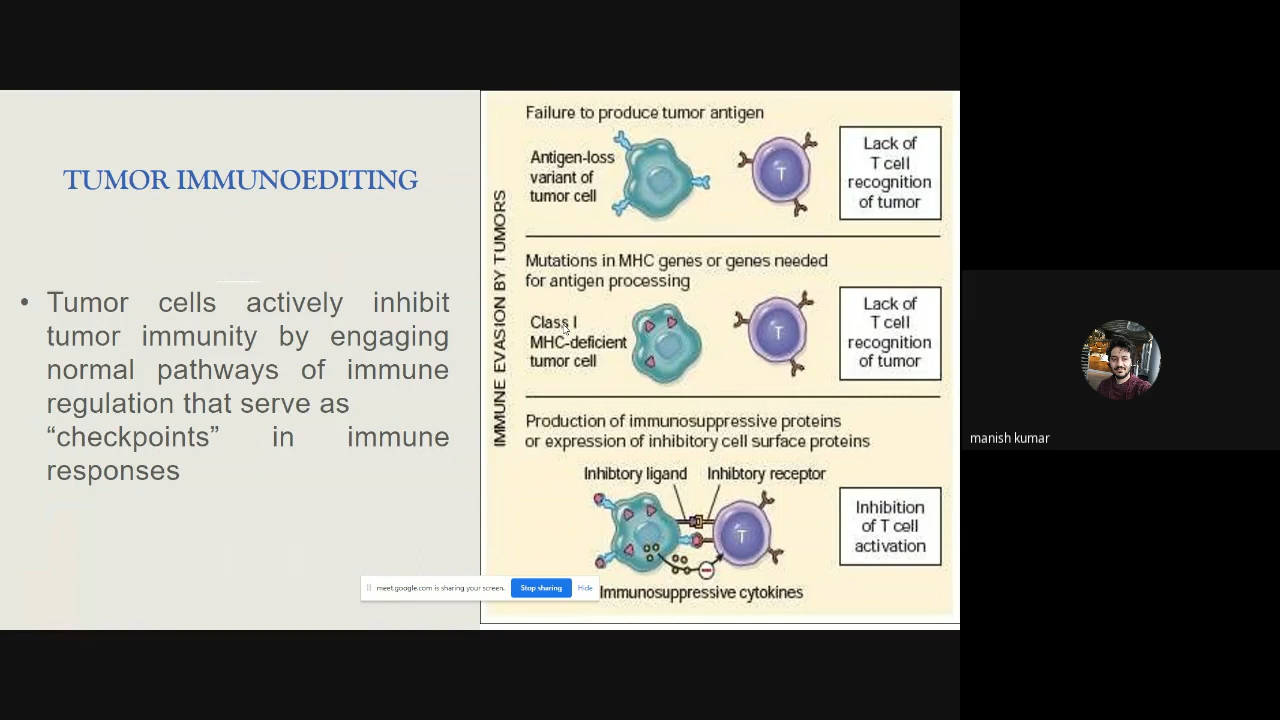 TUMOR IMMUNOEDITING
• Tumor cells actively inhibit
tumor immunity by engaging
normal pathways of immune
regulation that serve as
“checkpoints” in immune
responses
IMMUNE EVASION BY TUMORS
Failure to produce tumor antigen
Antigen-loss
variant of
tumor cell
T
Lack of
T cell
recognition
of tumor
Mutations in MHC genes or genes needed
for antigen processing
Class I
MHC-deficient
tumor cell
T
Lack of
T cell
recognition
of tumor
Production of immunosuppressive proteins
or expression of inhibitory cell surface proteins
Inhibtory ligand
Inhibtory receptor
T
Inhibition
of T cell
activation
Immunosuppressive cytokines
meet.google.com is sharing your screen.
Stop sharing
Hide
manish kumar